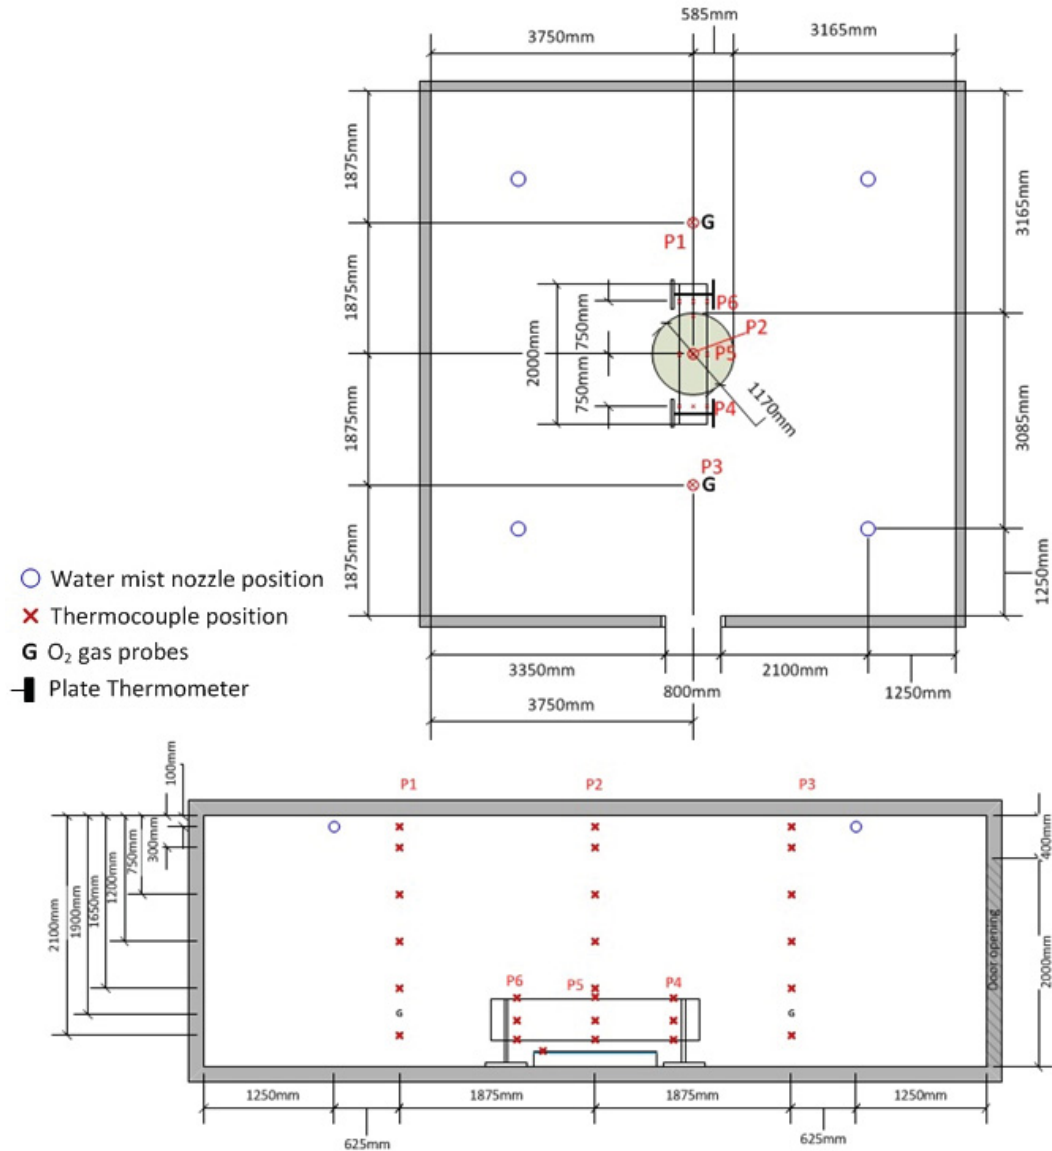 585mm
3750mm
3165mm
1875mm
1875mm
1875mm
1875mm
3165mm
3085mm
1250mm
G
P1
P6
P2
P5
P4
2000mm
750mm
750mm
1170mm
P3
G
Water mist nozzle position
Thermocouple position
G O₂ gas probes
Plate Thermometer
3350mm
800mm
2100mm
1250mm
3750mm
P1
P2
P3
100mm
300mm
750mm
1200mm
1650mm
1900mm
2100mm
400mm
2000mm
Door opening
P6
P5
P4
G
G
1250mm
1875mm
1875mm
1250mm
625mm
625mm